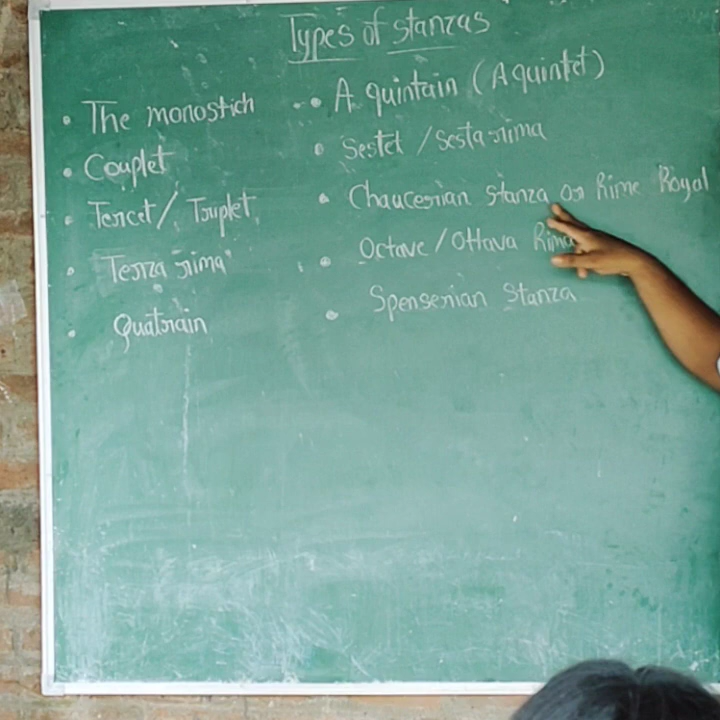 Types of stanzas
• The monostich
• Couplet
• Tercet / Triplet
• Terza rima
• Quatrain
• A quintain (A quintet)
• Sestet / Sesta rima
• Chaucerian stanza or Rime Royal
• Octave / Ottava Rima
• Spenserian Stanza